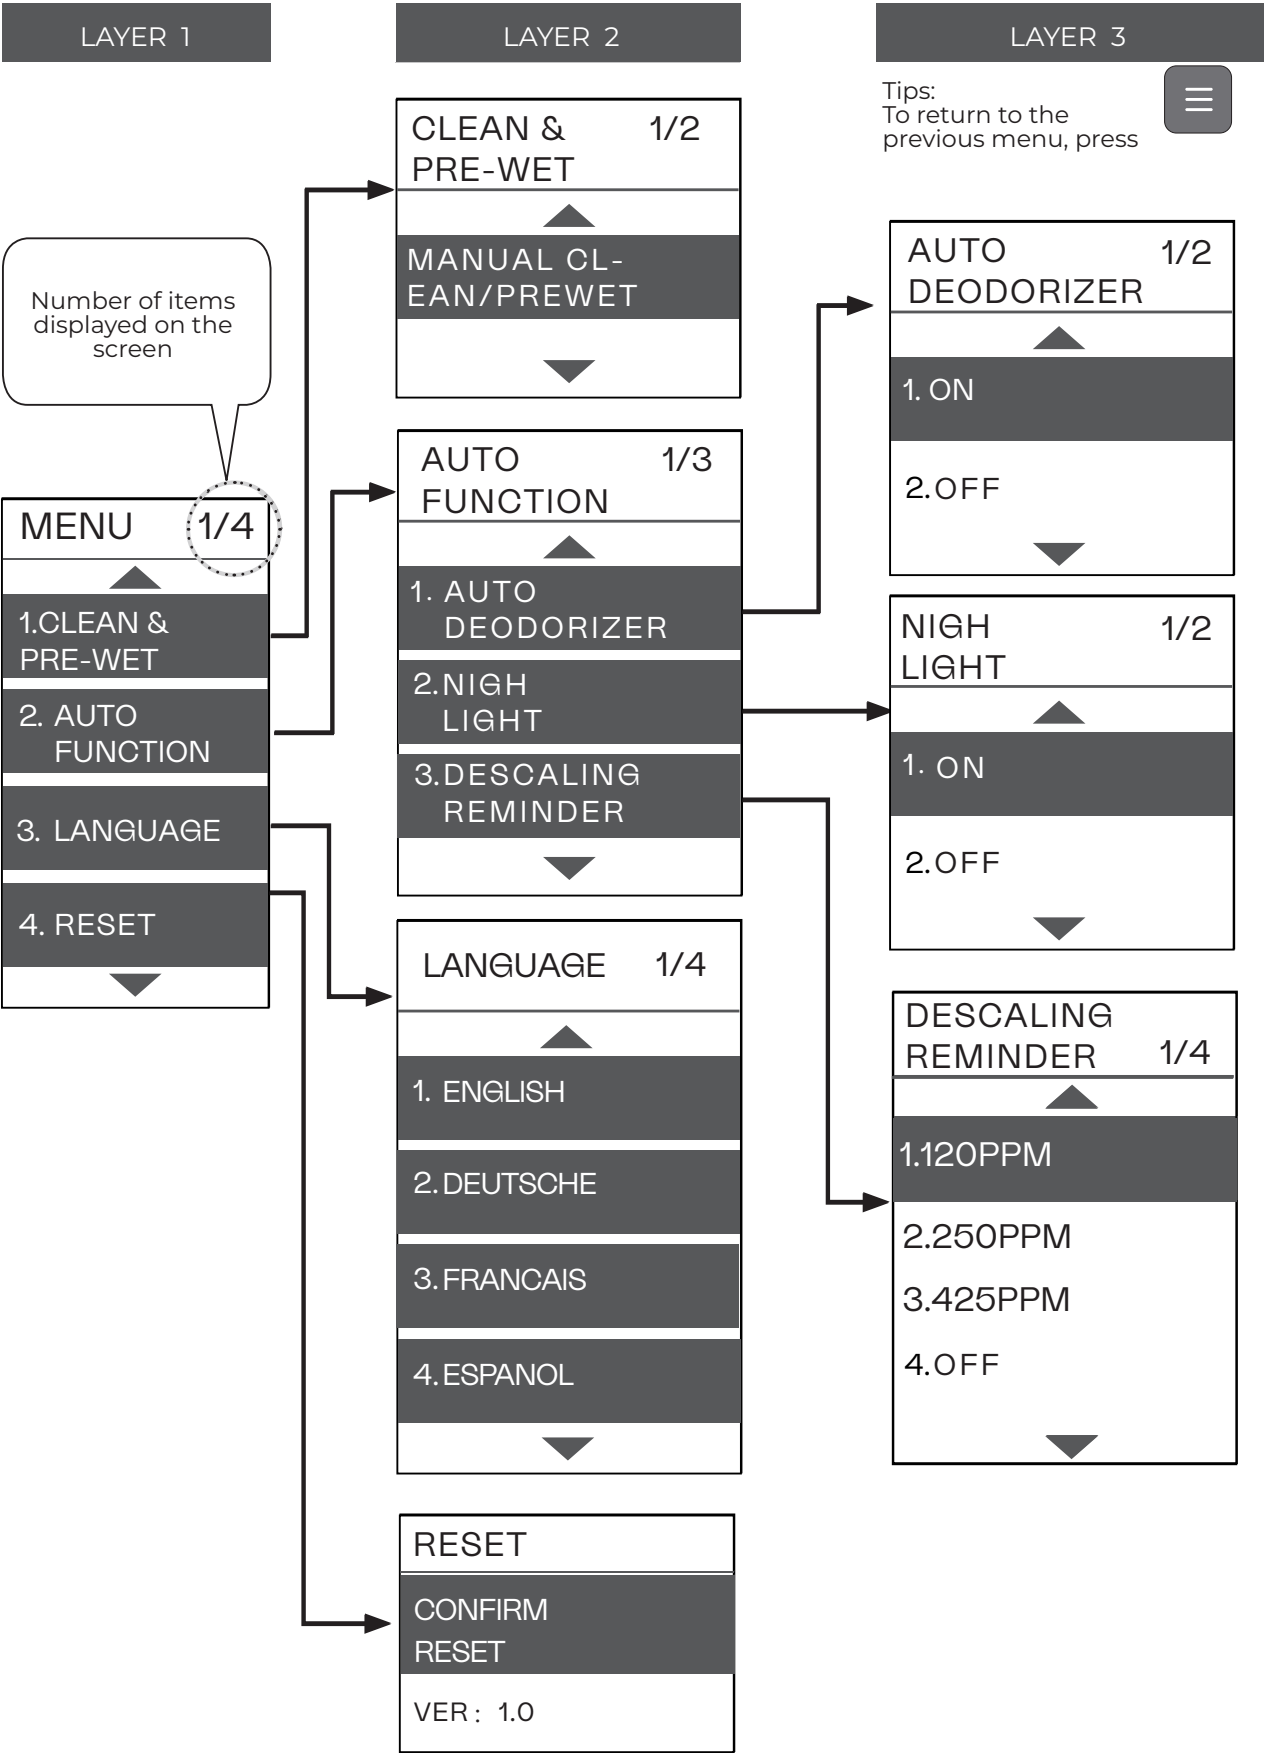 LAYER 1
LAYER 2
LAYER 3
Tips:
To return to the
previous menu, press
Number of items
displayed on the
screen
MENU 1/4
1.CLEAN &
PRE-WET
2. AUTO
FUNCTION
3. LANGUAGE
4. RESET
CLEAN & 1/2
PRE-WET
MANUAL CL-
EAN/PREWET
AUTO 1/3
FUNCTION
1. AUTO
DEODORIZER
2.NIGH
LIGHT
3.DESCALING
REMINDER
LANGUAGE 1/4
1. ENGLISH
2.DEUTSCHE
3.FRANCAIS
4.ESPANOL
RESET
CONFIRM
RESET
VER: 1.0
AUTO 1/2
DEODORIZER
1. ON
2.OFF
NIGH 1/2
LIGHT
1. ON
2.OFF
DESCALING
REMINDER 1/4
1.120PPM
2.250PPM
3.425PPM
4.OFF